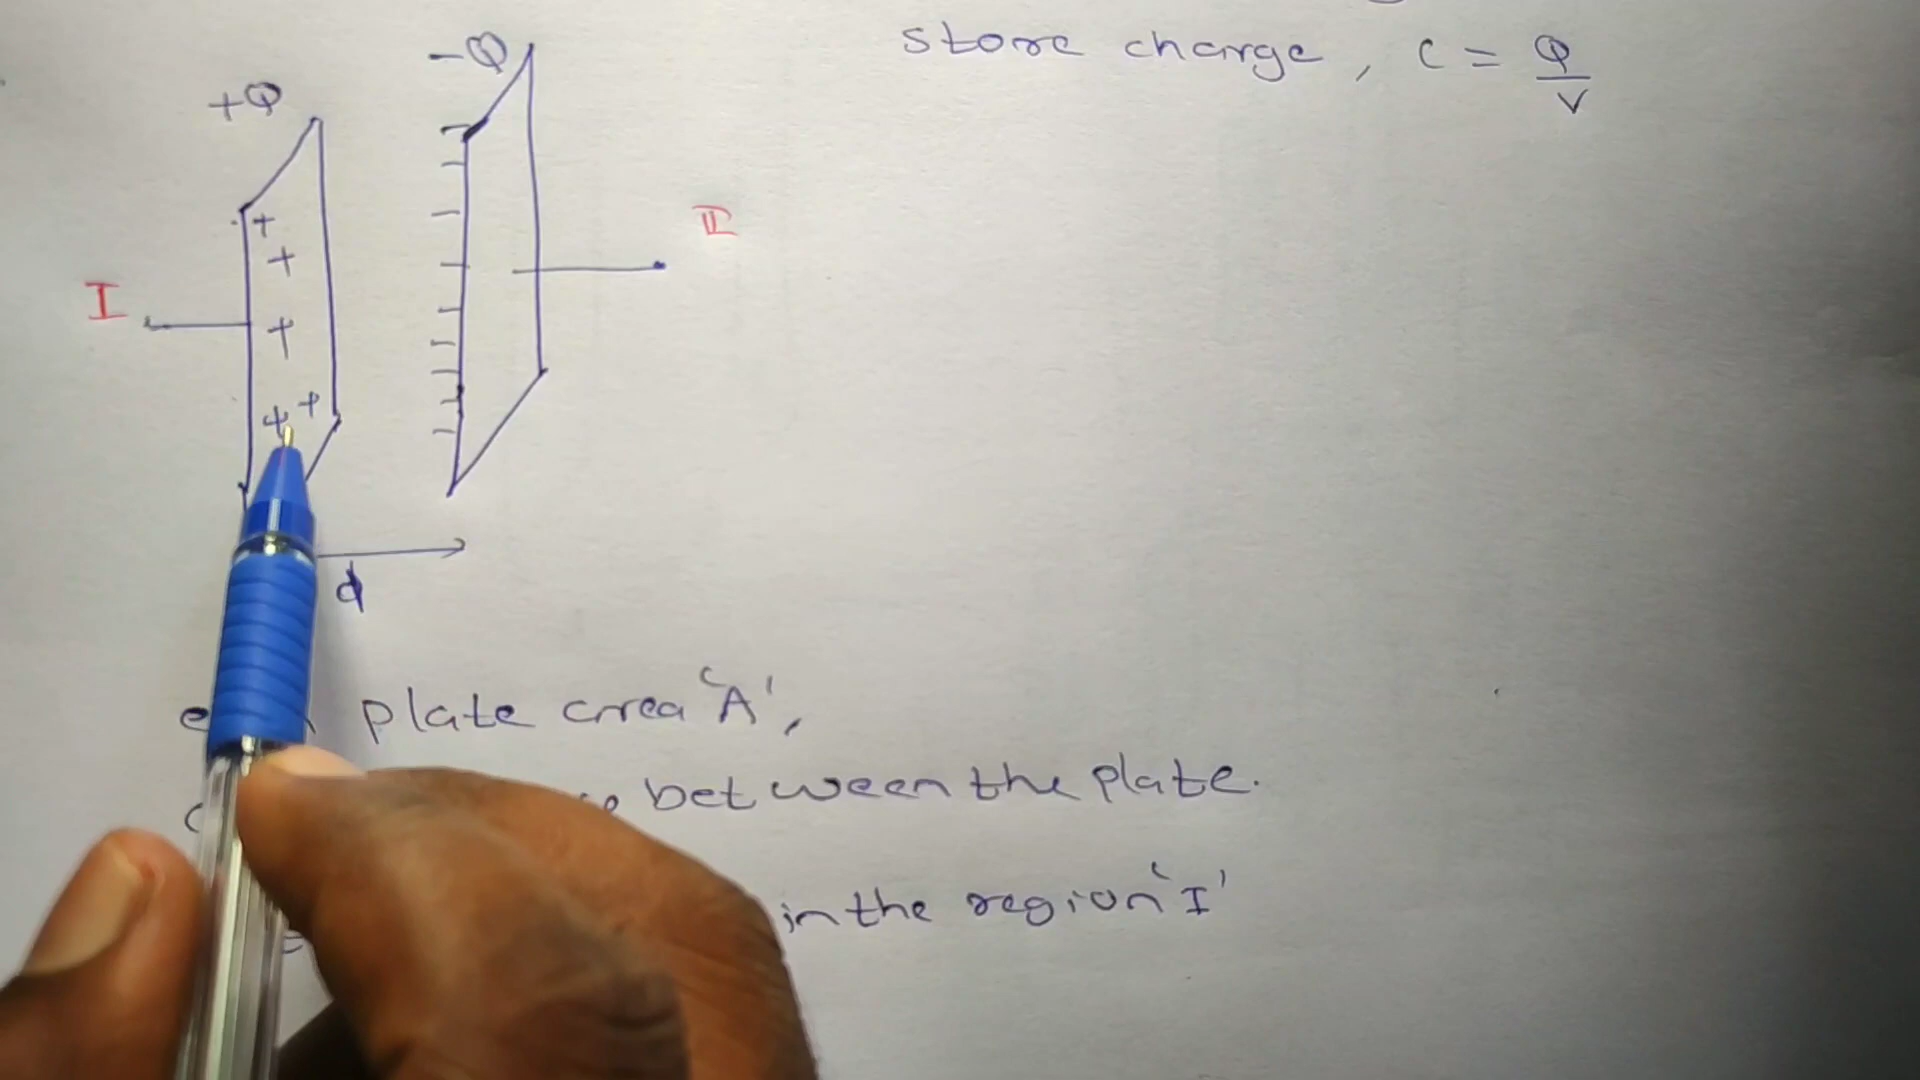 store charge, C = Q/V
-Q
+Q
II
I
d
plate area 'A',
between the plate.
in the region 'I'
=